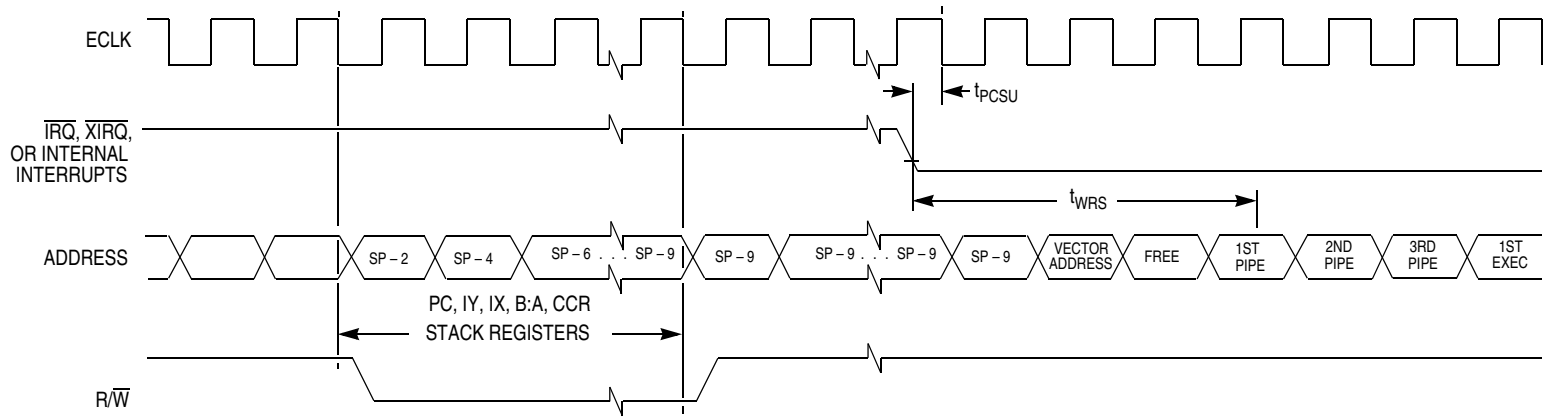 ECLK
tPCSU
IRQ, XIRQ,
OR INTERNAL
INTERRUPTS
tWRS
ADDRESS
SP – 2
SP – 4
SP – 6 . . . SP – 9
SP – 9
SP – 9 . . . SP – 9
SP – 9
VECTOR
ADDRESS
FREE
1ST
PIPE
2ND
PIPE
3RD
PIPE
1ST
EXEC
PC, IY, IX, B:A, CCR
STACK REGISTERS
R/W